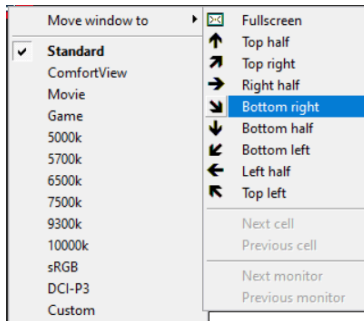 Move window to
Standard
ComfortView
Movie
Game
5000k
5700k
6500k
7500k
9300k
10000k
sRGB
DCI-P3
Custom
Fullscreen
Top half
Top right
Right half
Bottom right
Bottom half
Bottom left
Left half
Top left
Next cell
Previous cell
Next monitor
Previous monitor